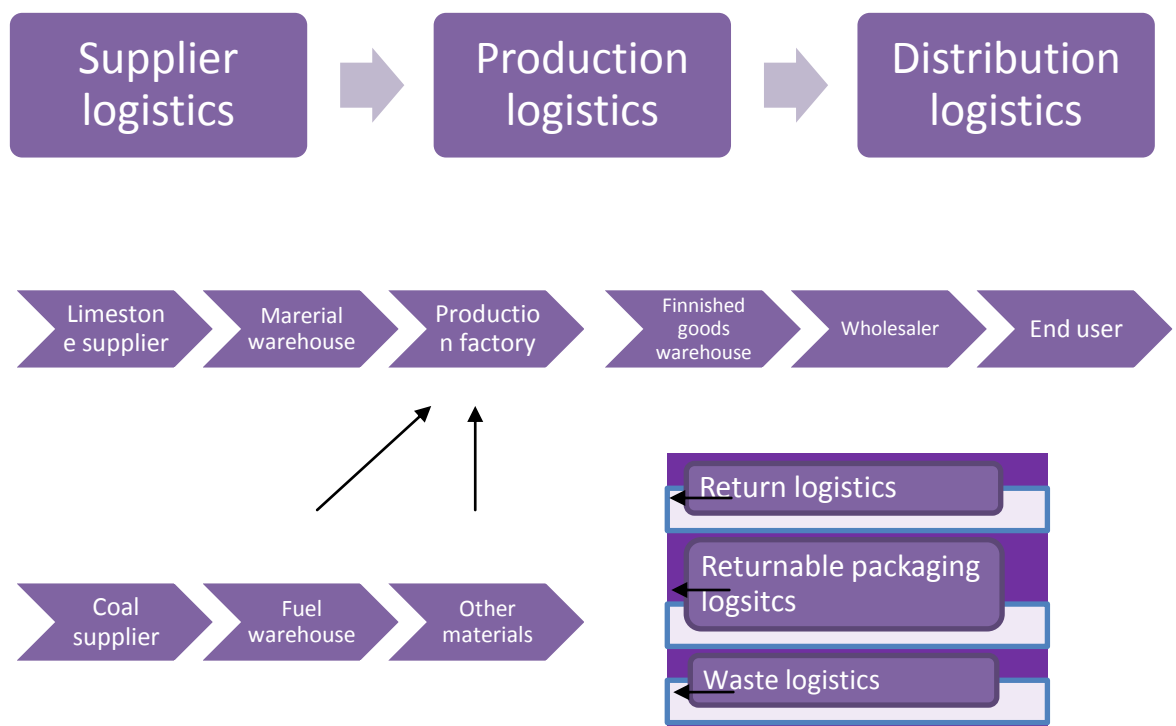 Supplier
logistics
Production
logistics
Distribution
logistics
Limeston
e supplier
Marerial
warehouse
Productio
n factory
Finnished
goods
warehouse
Wholesaler
End user
Return logistics
Returnable packaging
logsitcs
Waste logistics
Coal
supplier
Fuel
warehouse
Other
materials